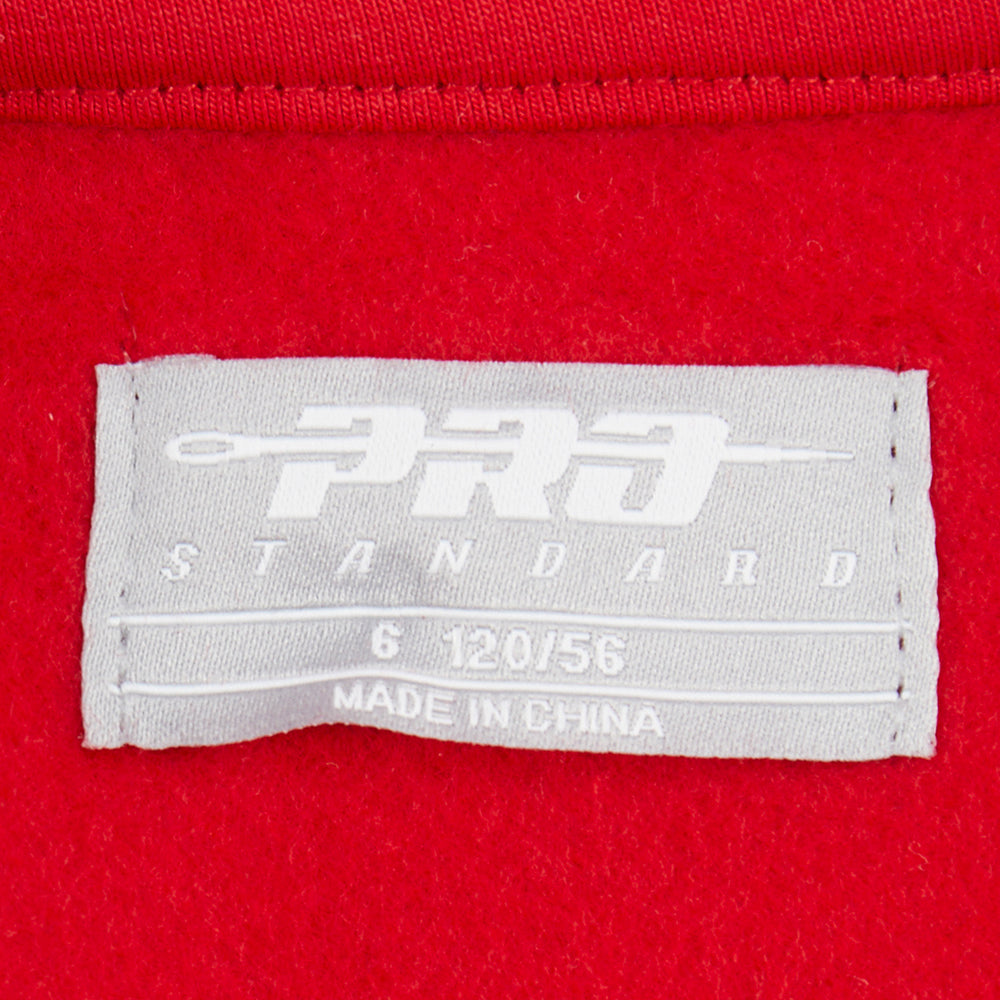 PRO
STANDARD
6 120/56
MADE IN CHINA